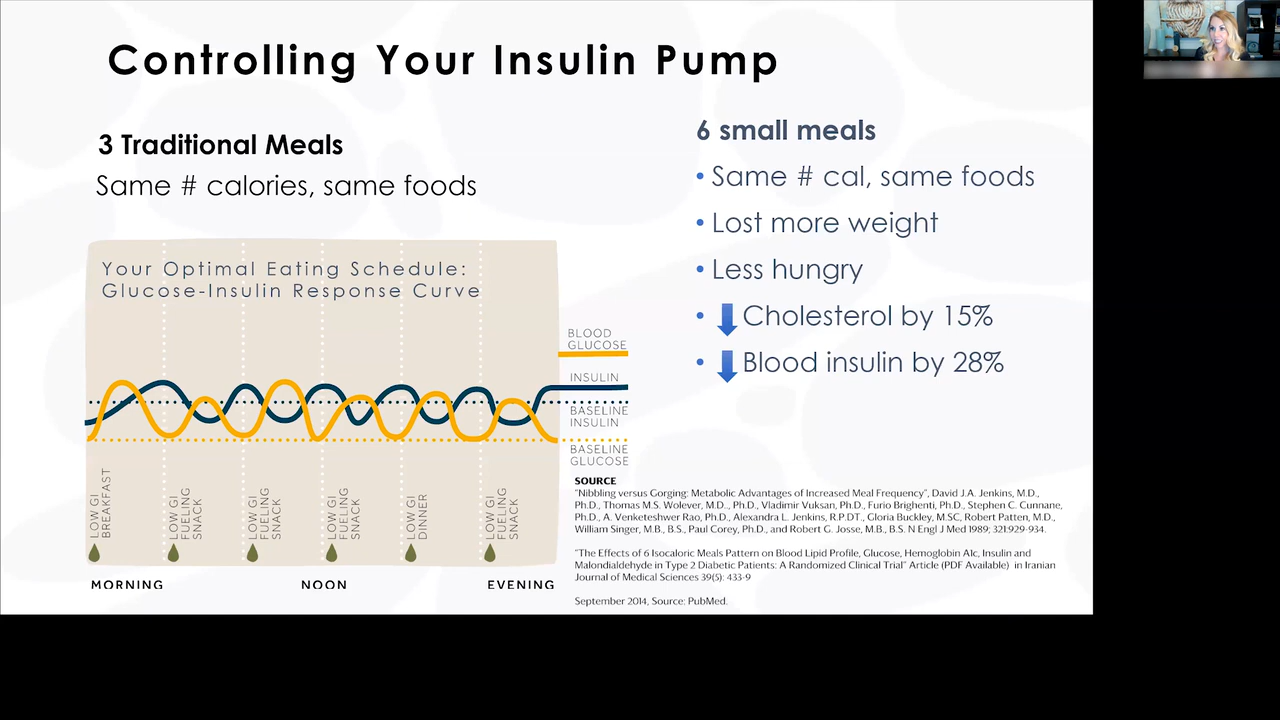 Controlling Your Insulin Pump
3 Traditional Meals
Same # calories, same foods
Your Optimal Eating Schedule:
Glucose-Insulin Response Curve
BLOOD
GLUCOSE
INSULIN
BASELINE
INSULIN
BASELINE
GLUCOSE
LOW GI
BREAKFAST
LOW GI
FUELING
SNACK
LOW GI
FUELING
SNACK
LOW GI
FUELING
SNACK
LOW GI
DINNER
LOW GI
FUELING
SNACK
MORNING
NOON
EVENING
6 small meals
• Same # cal, same foods
• Lost more weight
• Less hungry
• Cholesterol by 15%
• Blood insulin by 28%
SOURCE
"Nibbling versus Gorging: Metabolic Advantages of Increased Meal Frequency", David J.A. Jenkins, M.D.,
Ph.D., Thomas M.S. Wolever, M.D., Ph.D., Vladimir Vuksan, Ph.D., Furio Brighenti, Ph.D., Stephen C. Cunnane,
Ph.D., A. Venketeshwer Rao, Ph.D., Alexandra L. Jenkins, R.P.DT., Gloria Buckley, M.SC, Robert Patten, M.D.,
William Singer, M.B., B.S., Paul Corey, Ph.D., and Robert G. Josse, M.B., B.S. N Engl J Med 1989; 321:929-934.
"The Effects of 6 Isocaloric Meals Pattern on Blood Lipid Profile, Glucose, Hemoglobin A1c, Insulin and
Malondialdehyde in Type 2 Diabetic Patients: A Randomized Clinical Trial" Article (PDF Available) in Iranian
Journal of Medical Sciences 39(5): 433-9
September 2014, Source: PubMed.